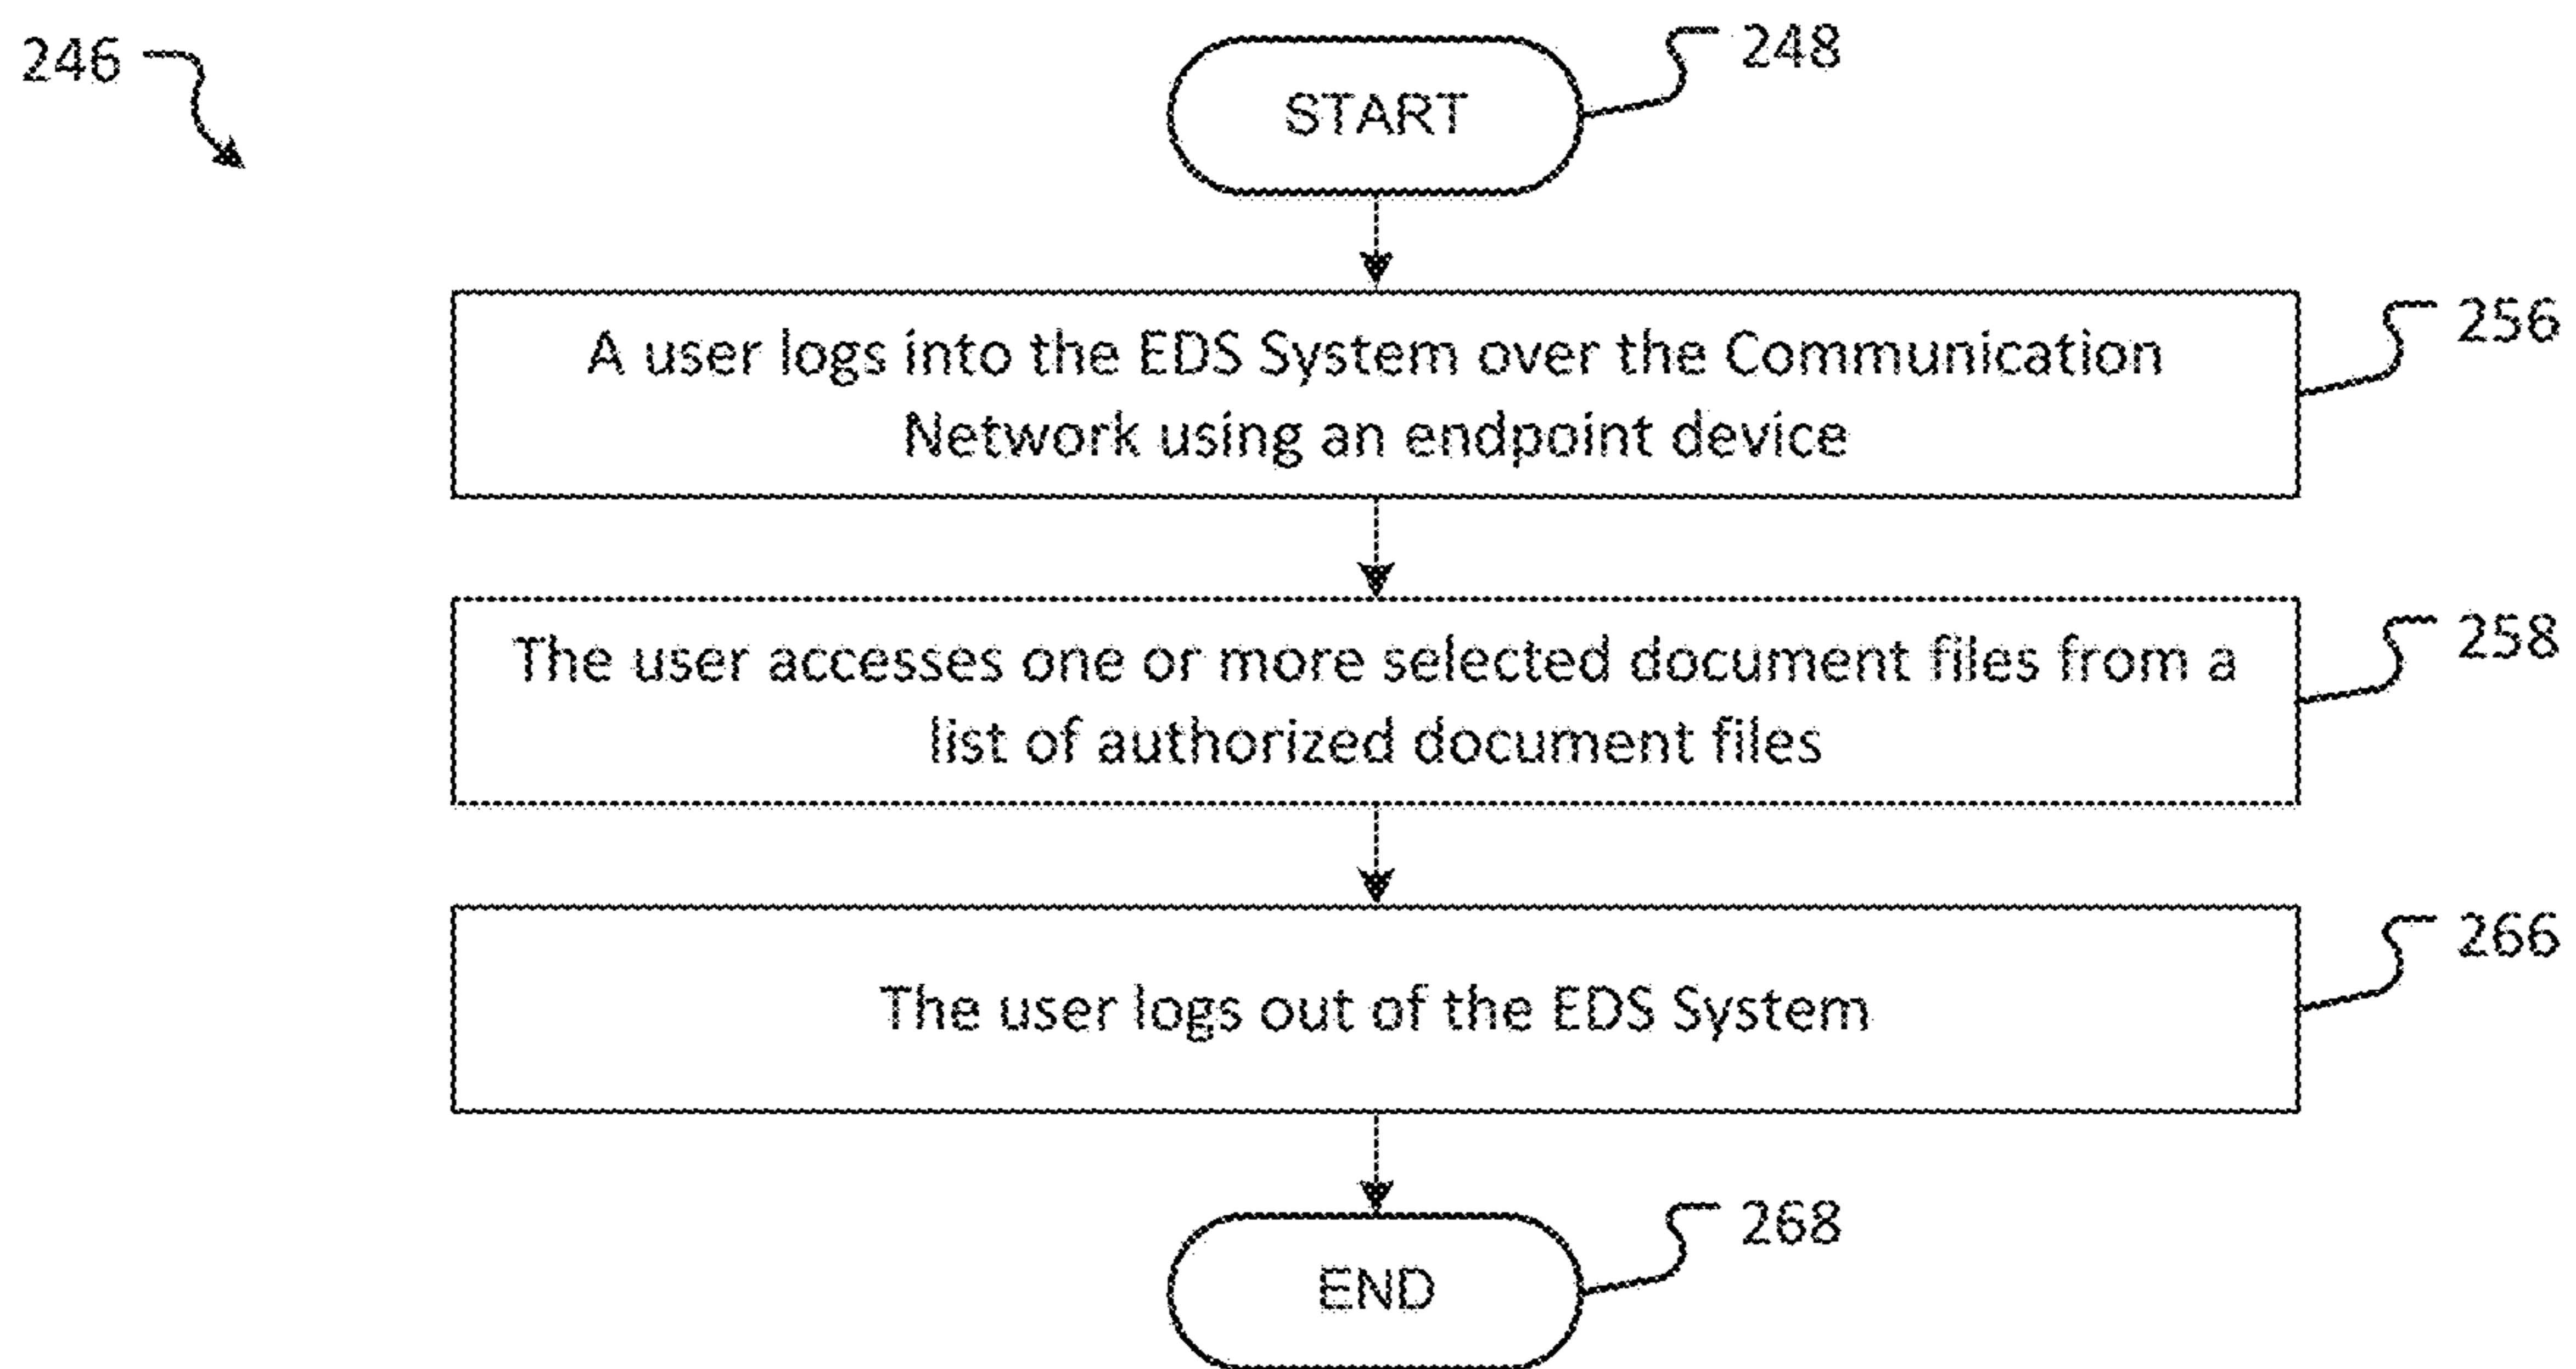 246
START
248
A user logs into the EDS System over the Communication
Network using an endpoint device
256
The user accesses one or more selected document files from a
list of authorized document files
258
The user logs out of the EDS System
266
END
268